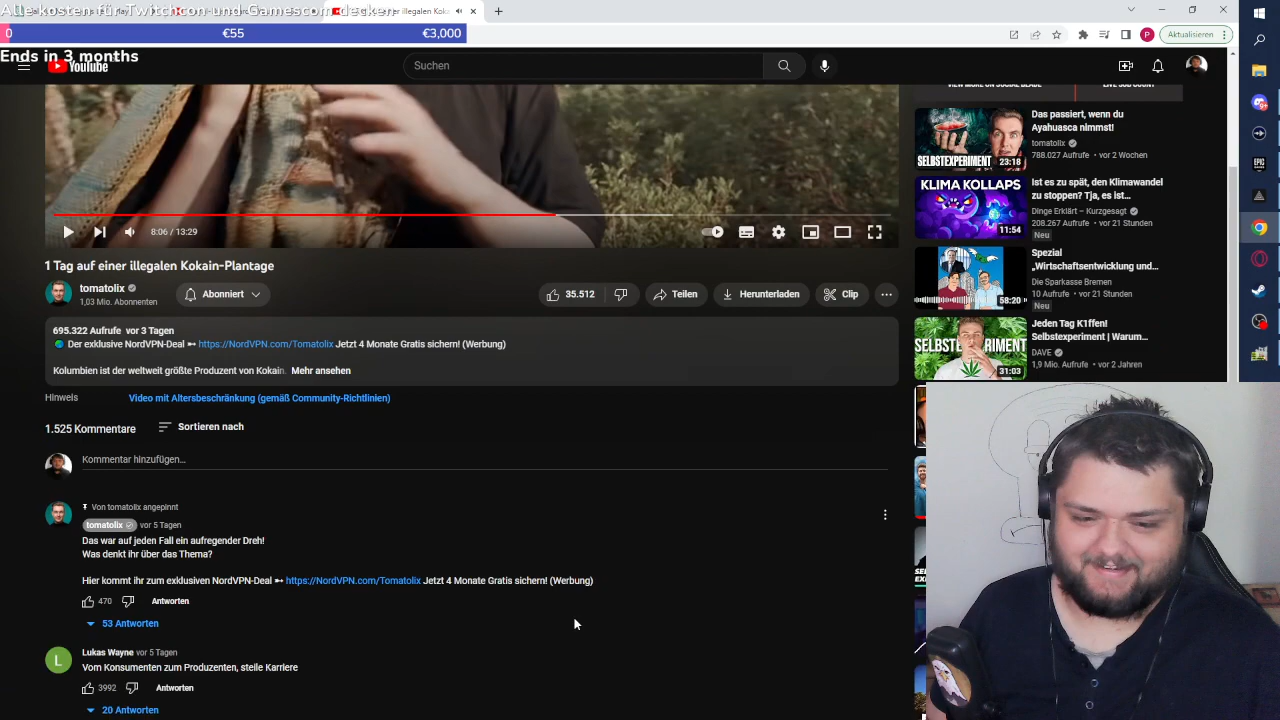 Alle kosten für Twitchcon und Gamescom decken
0 €55 €3,000
Ends in 3 months
Aktualisieren
P
YouTube
Suchen
8:06 / 13:29
1 Tag auf einer illegalen Kokain-Plantage
tomatolix
1,03 Mio. Abonnenten
Abonniert
35.512
Teilen
Herunterladen
Clip
695.322 Aufrufe vor 3 Tagen
Der exklusive NordVPN-Deal ➼ https://NordVPN.com/Tomatolix Jetzt 4 Monate Gratis sichern! (Werbung)
Kolumbien ist der weltweit größte Produzent von Kokain. Mehr ansehen
Hinweis Video mit Altersbeschränkung (gemäß Community-Richtlinien)
1.525 Kommentare
Sortieren nach
Kommentar hinzufügen...
Von tomatolix angepinnt
tomatolix vor 5 Tagen
Das war auf jeden Fall ein aufregender Dreh!
Was denkt ihr über das Thema?
Hier kommt ihr zum exklusiven NordVPN-Deal ➼ https://NordVPN.com/Tomatolix Jetzt 4 Monate Gratis sichern! (Werbung)
470 Antworten
53 Antworten
L
Lukas Wayne vor 5 Tagen
Vom Konsumenten zum Produzenten, steile Karriere
3992 Antworten
20 Antworten
VIEW MORE ON SOCIAL BLADE
LIVE SUB COUNT
SELBSTEXPERIMENT
23:18
Das passiert, wenn du
Ayahuasca nimmst!
tomatolix
788.027 Aufrufe • vor 2 Wochen
KLIMA KOLLAPS
11:54
Ist es zu spät, den Klimawandel
zu stoppen? Tja, es ist...
Dinge Erklärt – Kurzgesagt
208.267 Aufrufe • vor 21 Stunden
Neu
58:20
Spezial
„Wirtschaftsentwicklung und...
Die Sparkasse Bremen
10 Aufrufe • vor 21 Stunden
Neu
31:03
Jeden Tag K1ffen!
Selbstexperiment | Warum...
DAVE
1,9 Mio. Aufrufe • vor 2 Jahren
EPIC